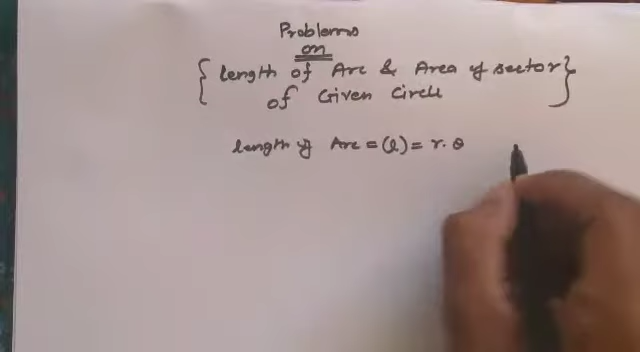 Problems
on
{ length of Arc & Area of sector }
of Given Circle
length of Arc = (l) = r. θ